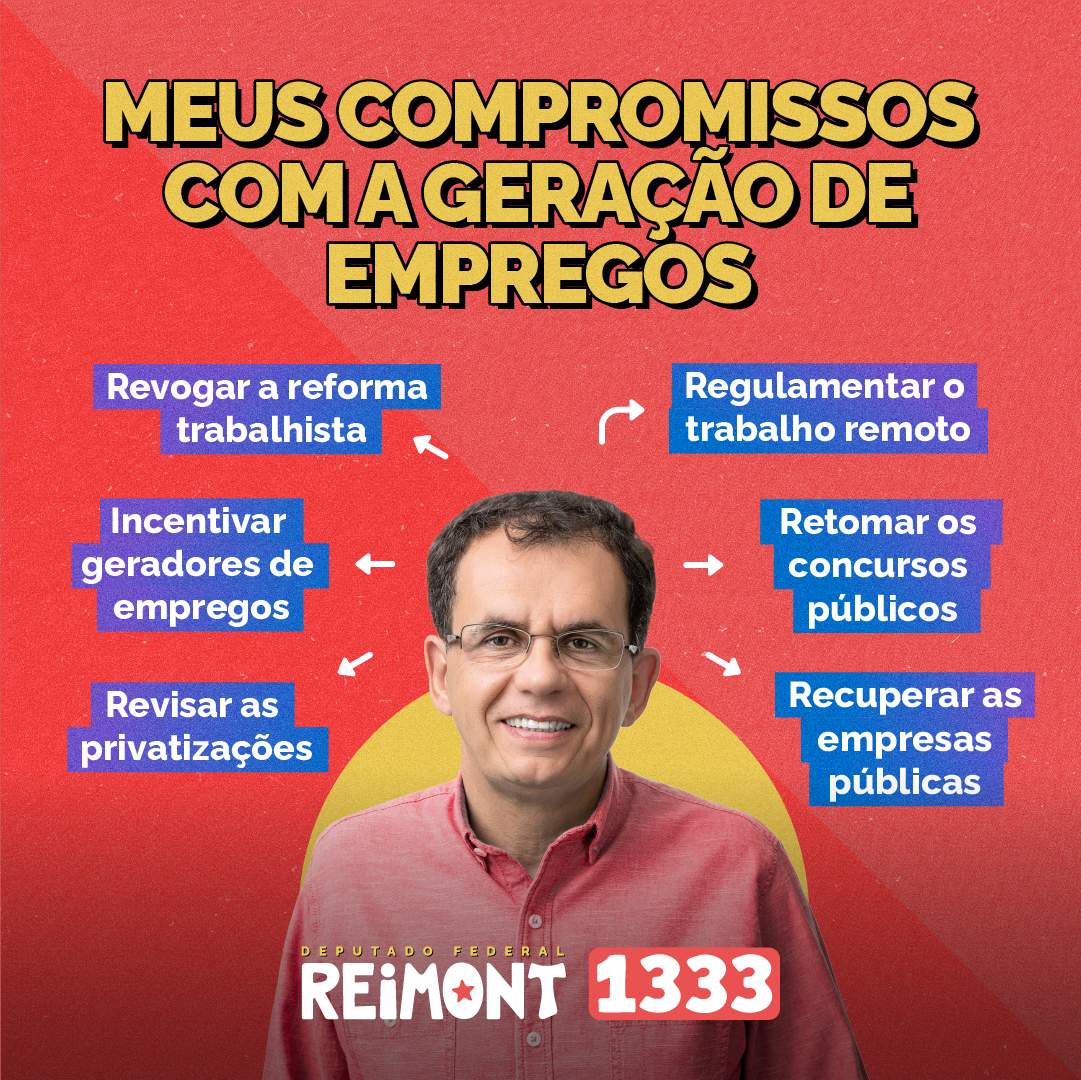 MEUS COMPROMISSOS
COM A GERAÇÃO DE
EMPREGOS
Revogar a reforma
trabalhista
Regulamentar o
trabalho remoto
Incentivar
geradores de
empregos
Retomar os
concursos
públicos
Revisar as
privatizações
Recuperar as
empresas
públicas
DEPUTADO FEDERAL
REiMONT 1333